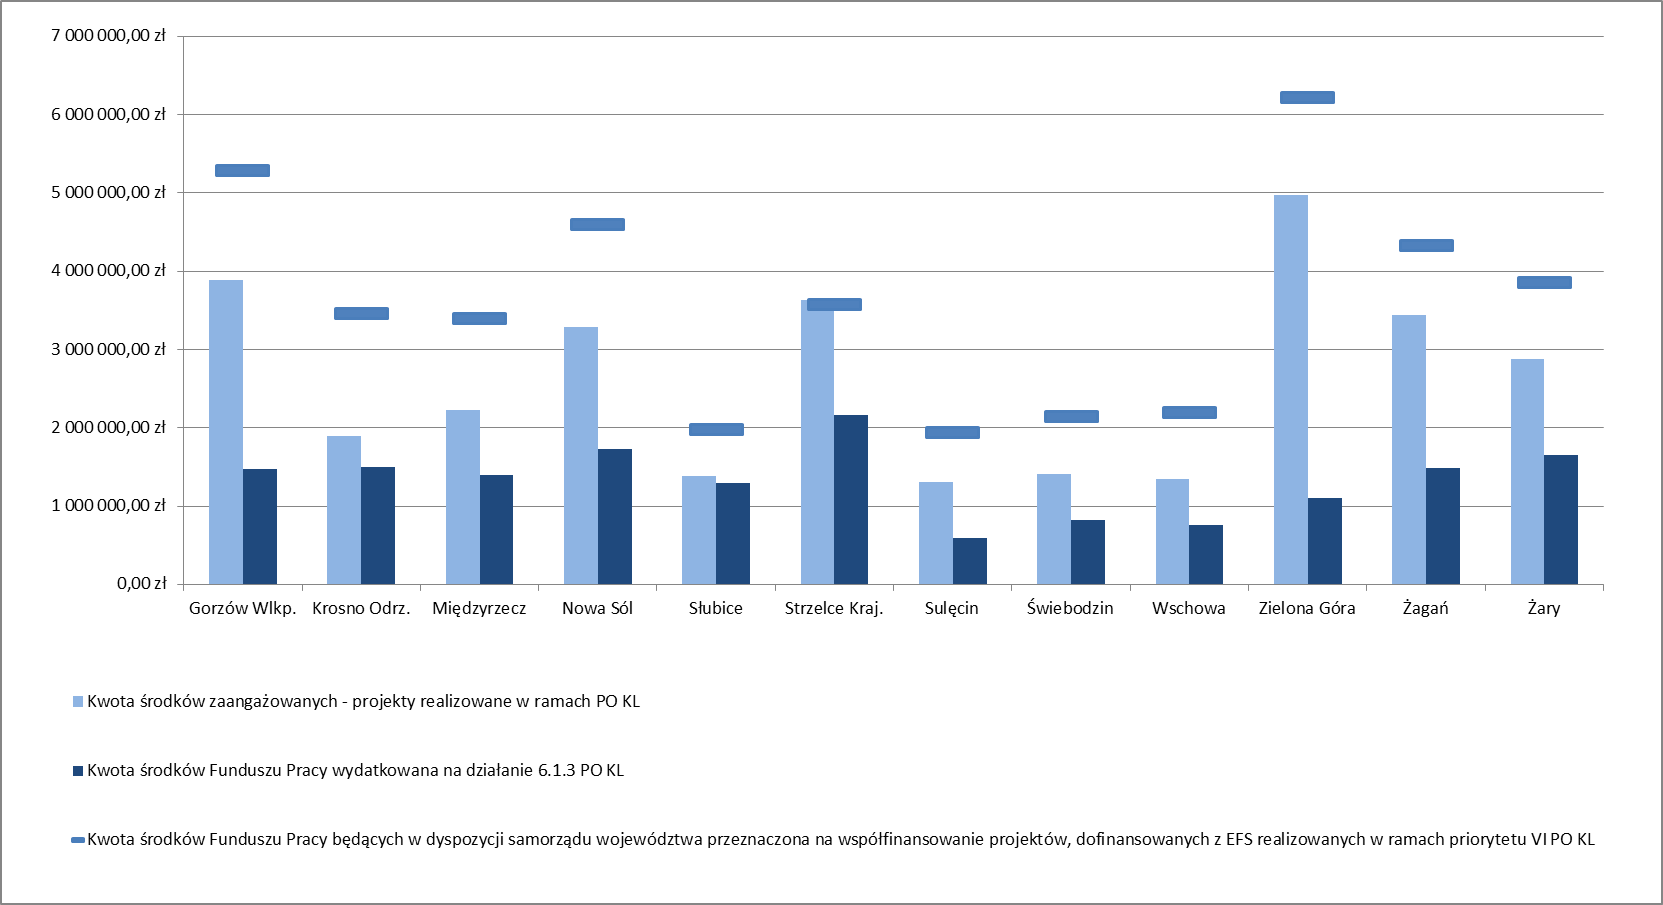 7 000 000,00 zł
6 000 000,00 zł
5 000 000,00 zł
4 000 000,00 zł
3 000 000,00 zł
2 000 000,00 zł
1 000 000,00 zł
0,00 zł
Gorzów Wlkp. Krosno Odrz. Międzyrzecz Nowa Sól Słubice Strzelce Kraj. Sulęcin Świebodzin Wschowa Zielona Góra Żagań Żary
Kwota środków zaangażowanych - projekty realizowane w ramach PO KL
Kwota środków Funduszu Pracy wydatkowana na działanie 6.1.3 PO KL
Kwota środków Funduszu Pracy będących w dyspozycji samorządu województwa przeznaczona na współfinansowanie projektów, dofinansowanych z EFS realizowanych w ramach priorytetu VI PO KL